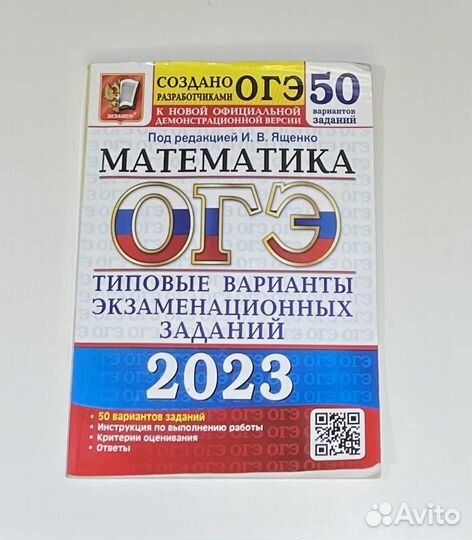 СОЗДАНО
РАЗРАБОТЧИКАМИ
ОГЭ
50
вариантов
заданий
ЭКЗАМЕН
К НОВОЙ ОФИЦИАЛЬНОЙ
ДЕМОНСТРАЦИОННОЙ ВЕРСИИ
Под редакцией И. В. Ященко
МАТЕМАТИКА
ОГЭ
ТИПОВЫЕ ВАРИАНТЫ
ЭКЗАМЕНАЦИОННЫХ
ЗАДАНИЙ
2023
• 50 вариантов заданий
• Инструкция по выполнению работы
• Критерии оценивания
• Ответы
Avito